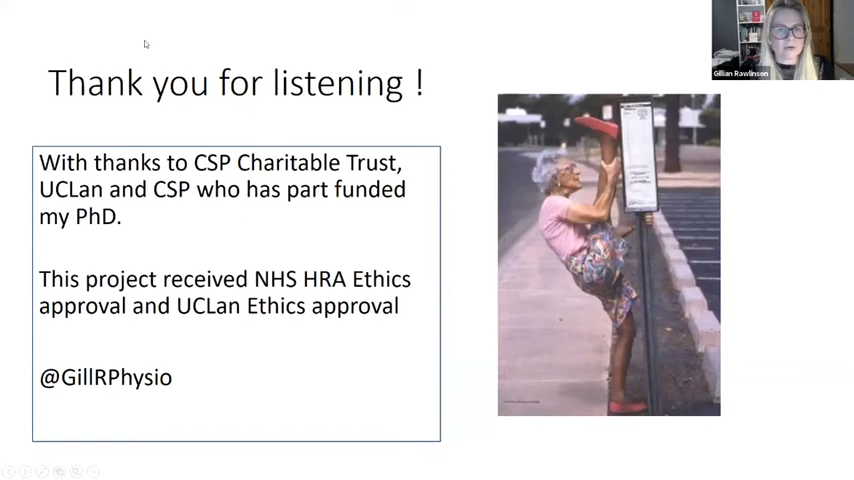 Gillian Rawlinson
Thank you for listening !
With thanks to CSP Charitable Trust,
UCLan and CSP who has part funded
my PhD.
This project received NHS HRA Ethics
approval and UCLan Ethics approval
@GillRPhysio